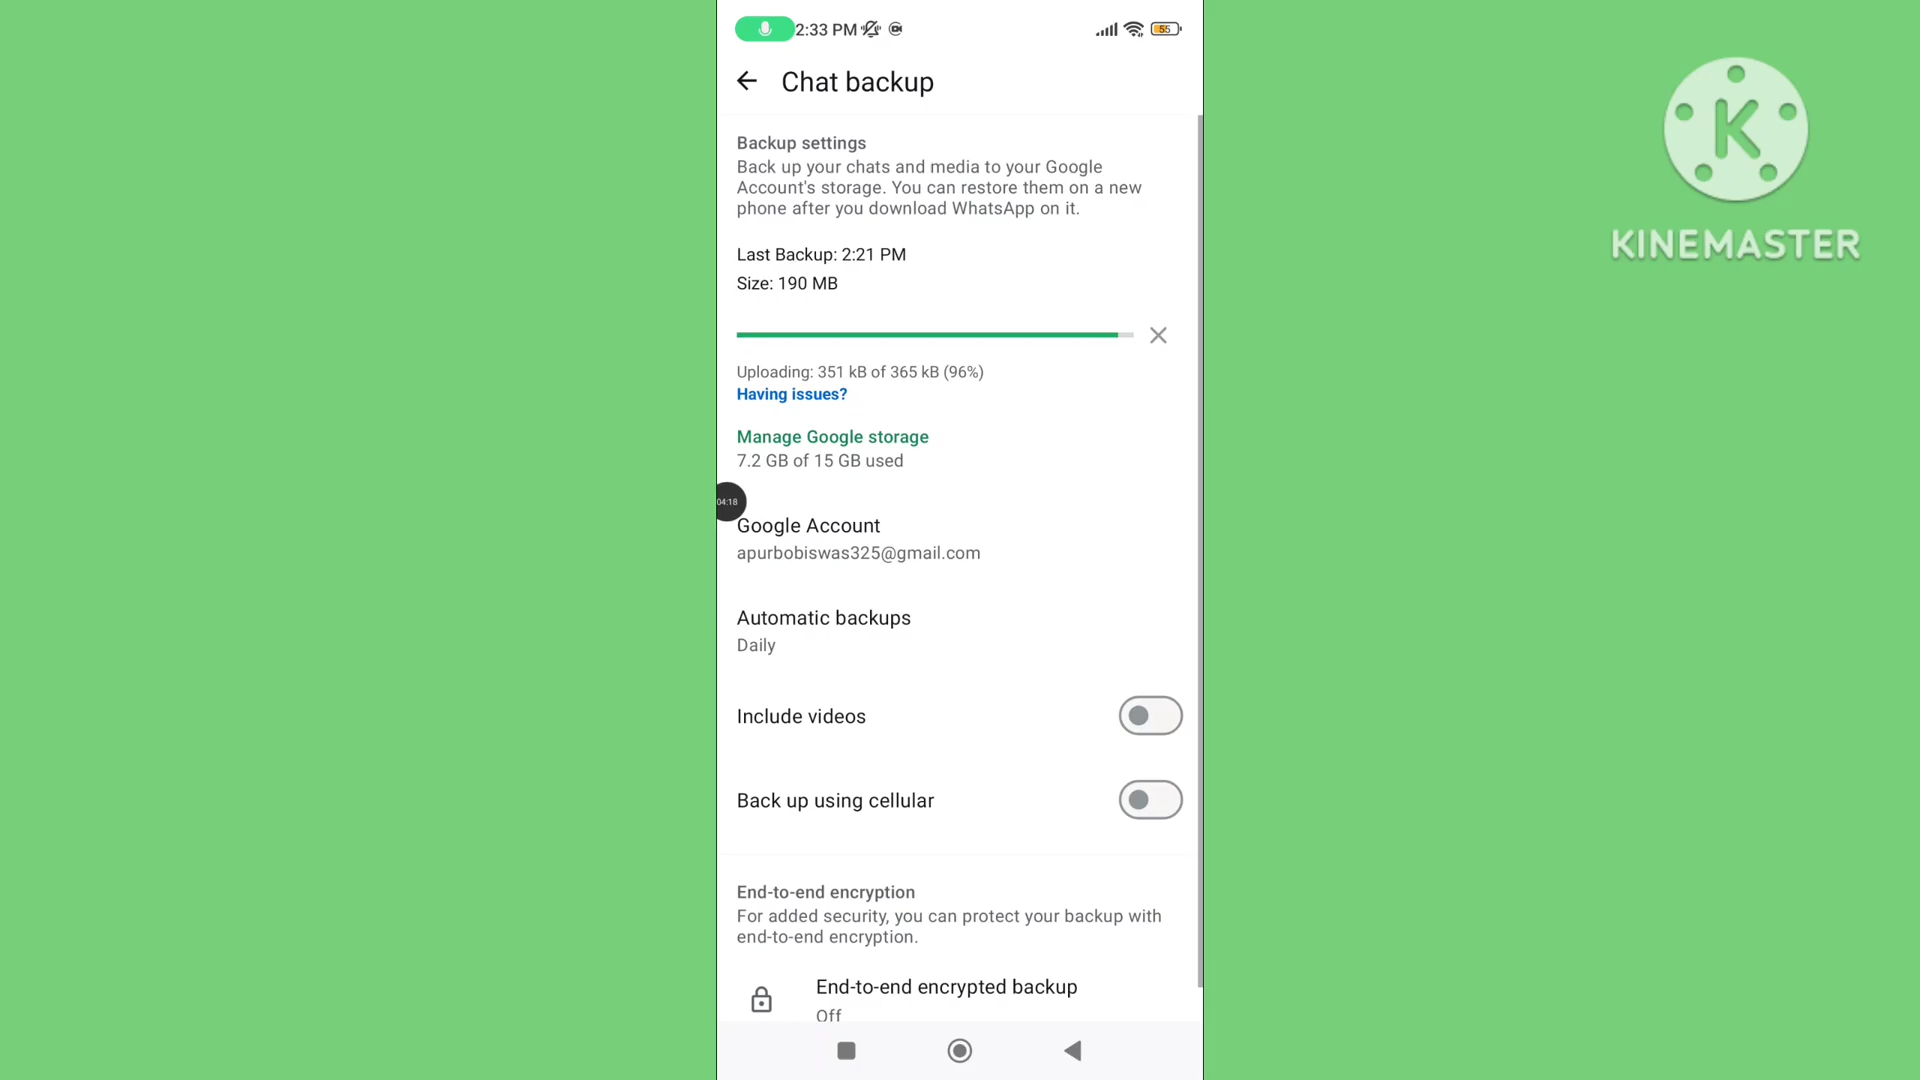 2:33 PM
55
Chat backup
Backup settings
Back up your chats and media to your Google
Account's storage. You can restore them on a new
phone after you download WhatsApp on it.
Last Backup: 2:21 PM
Size: 190 MB
Uploading: 351 kB of 365 kB (96%)
Having issues?
Manage Google storage
7.2 GB of 15 GB used
04:18
Google Account
apurbobiswas325@gmail.com
Automatic backups
Daily
Include videos
Back up using cellular
End-to-end encryption
For added security, you can protect your backup with
end-to-end encryption.
End-to-end encrypted backup
Off
K
KINEMASTER